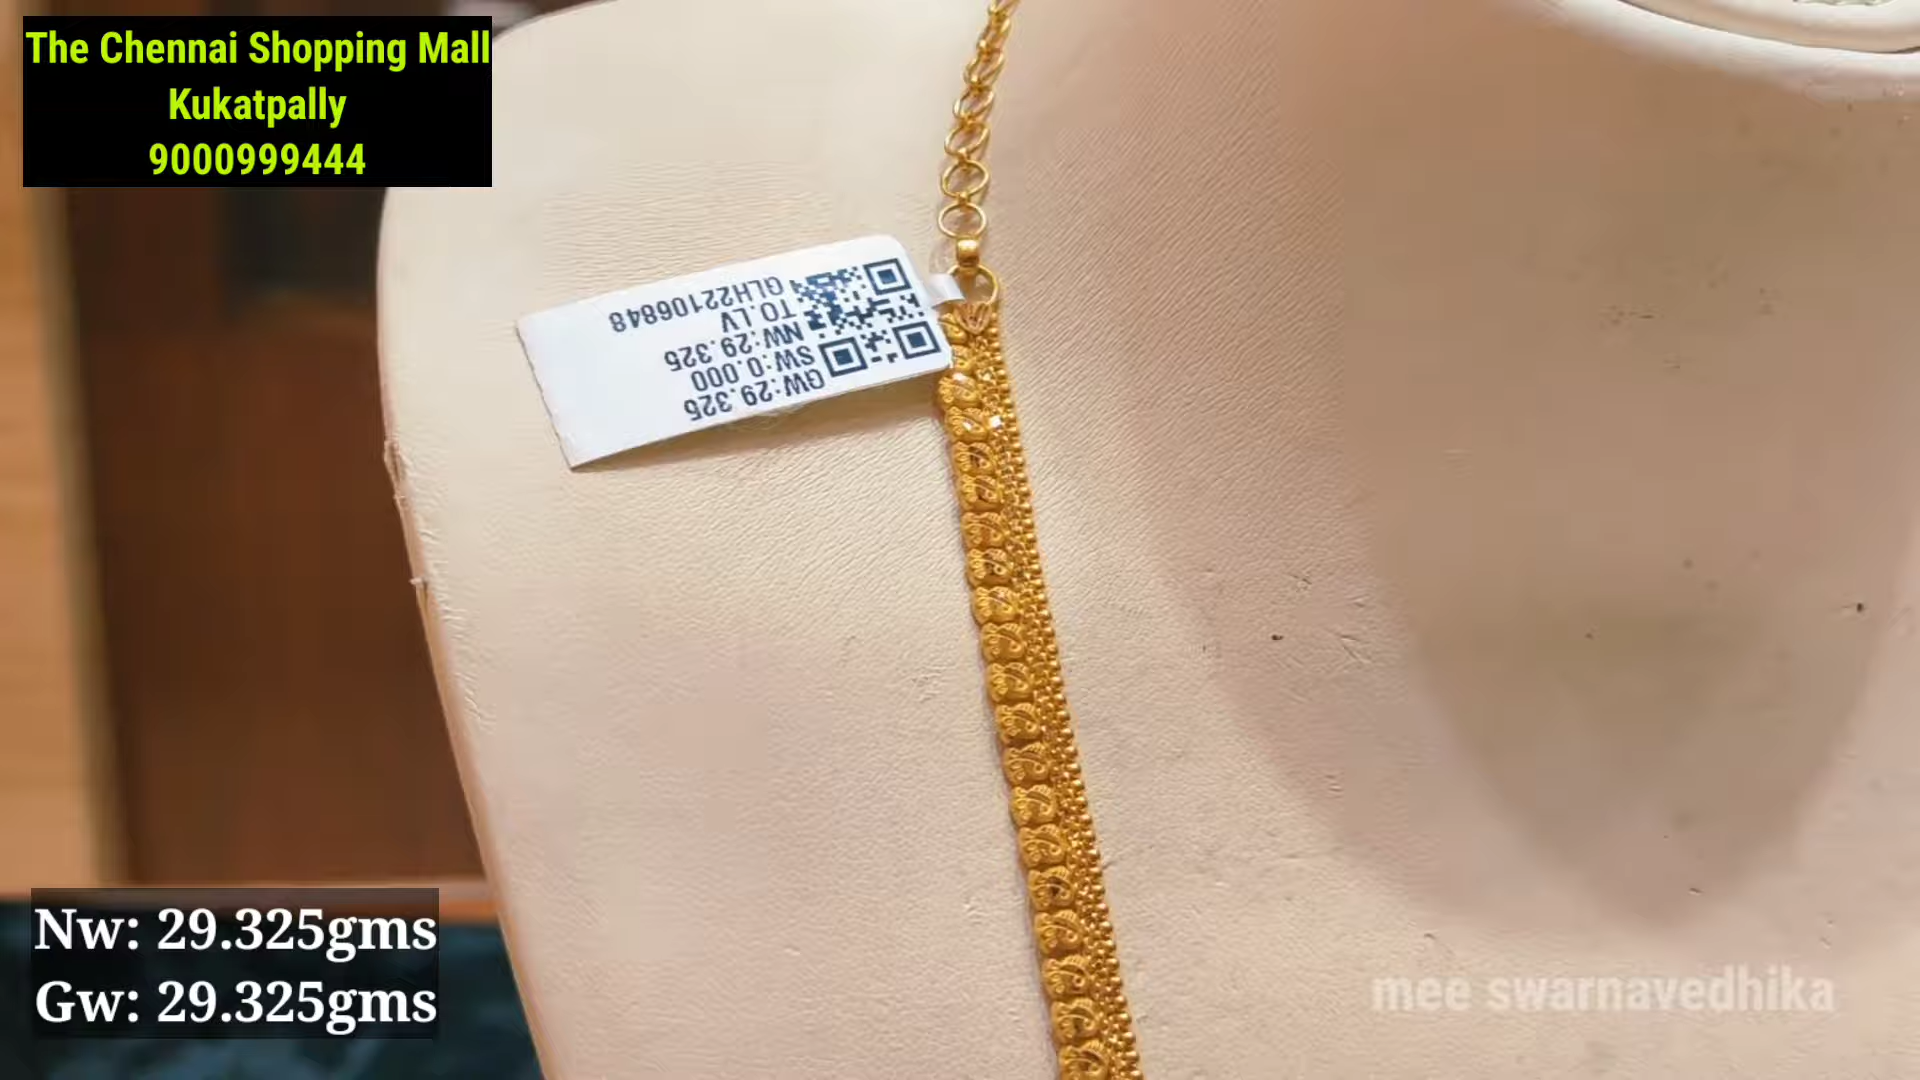 The Chennai Shopping Mall
Kukatpally
9000999444
GW:29.325
SW:0.000
NW:29.325
TO.LV
GLH22106848
Nw: 29.325gms
Gw: 29.325gms
mee swarnavedhika